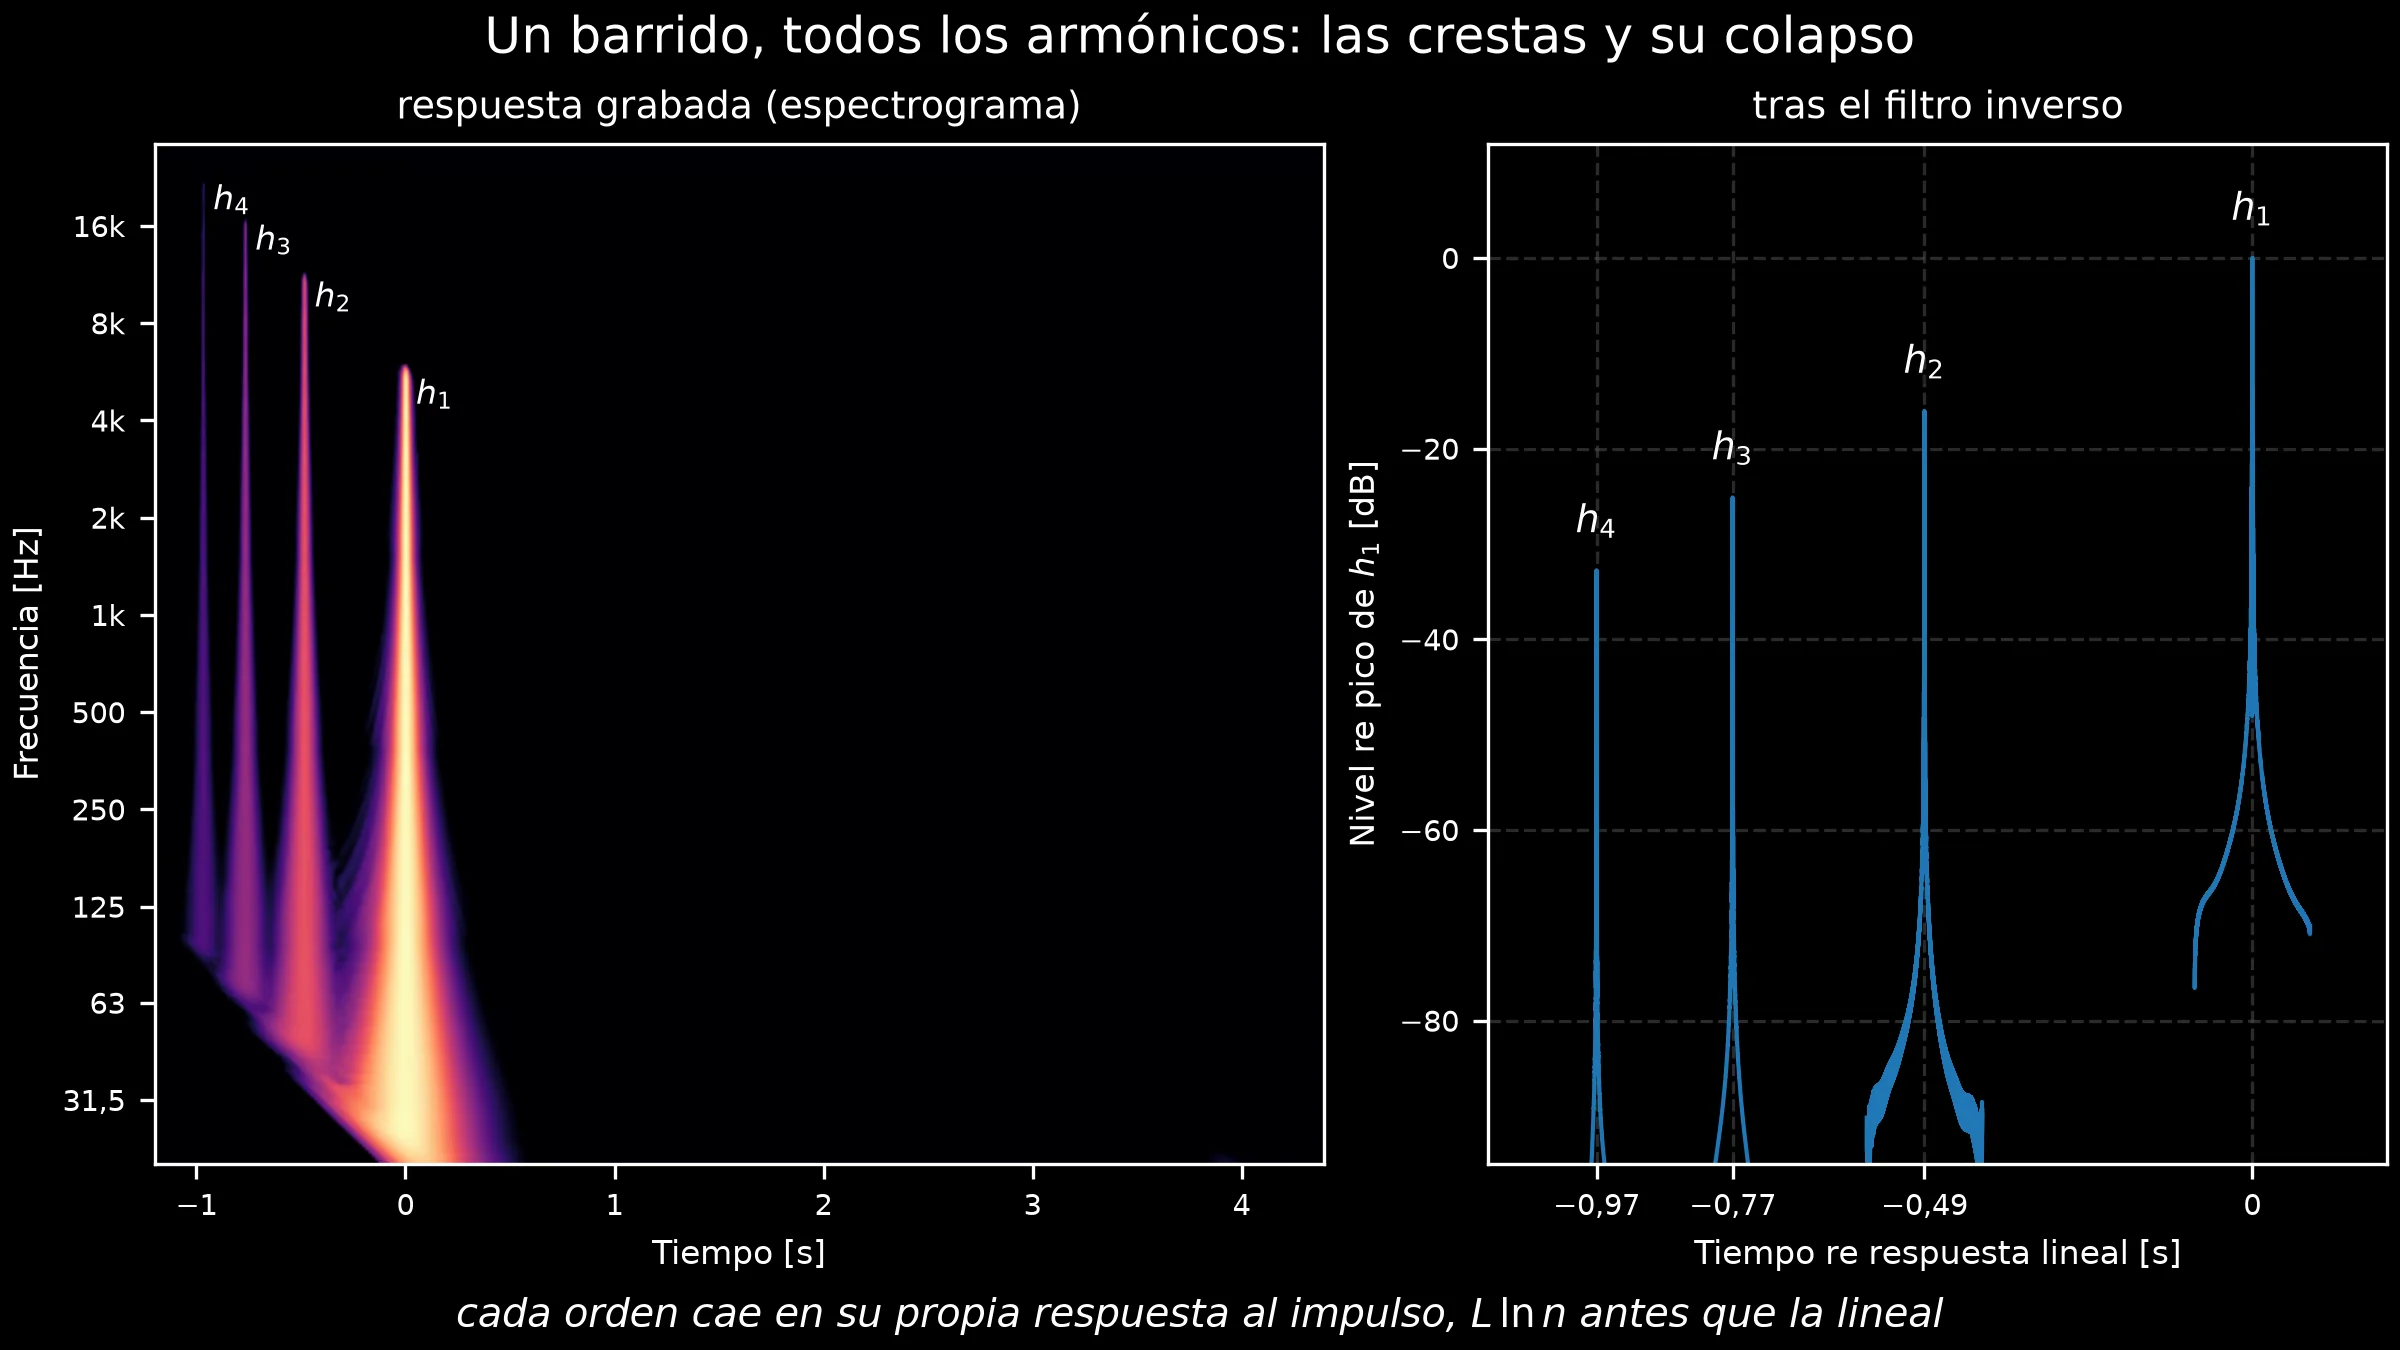 Un barrido, todos los armónicos: las crestas y su colapso
respuesta grabada (espectrograma)
tras el filtro inverso
Frecuencia [Hz]
16k
8k
4k
2k
1k
500
250
125
63
31,5
h4
h3
h2
h1
−1
0
1
2
3
4
Tiempo [s]
Nivel re pico de h1 [dB]
0
−20
−40
−60
−80
h4
h3
h2
h1
−0,97
−0,77
−0,49
0
Tiempo re respuesta lineal [s]
cada orden cae en su propia respuesta al impulso, L ln n antes que la lineal